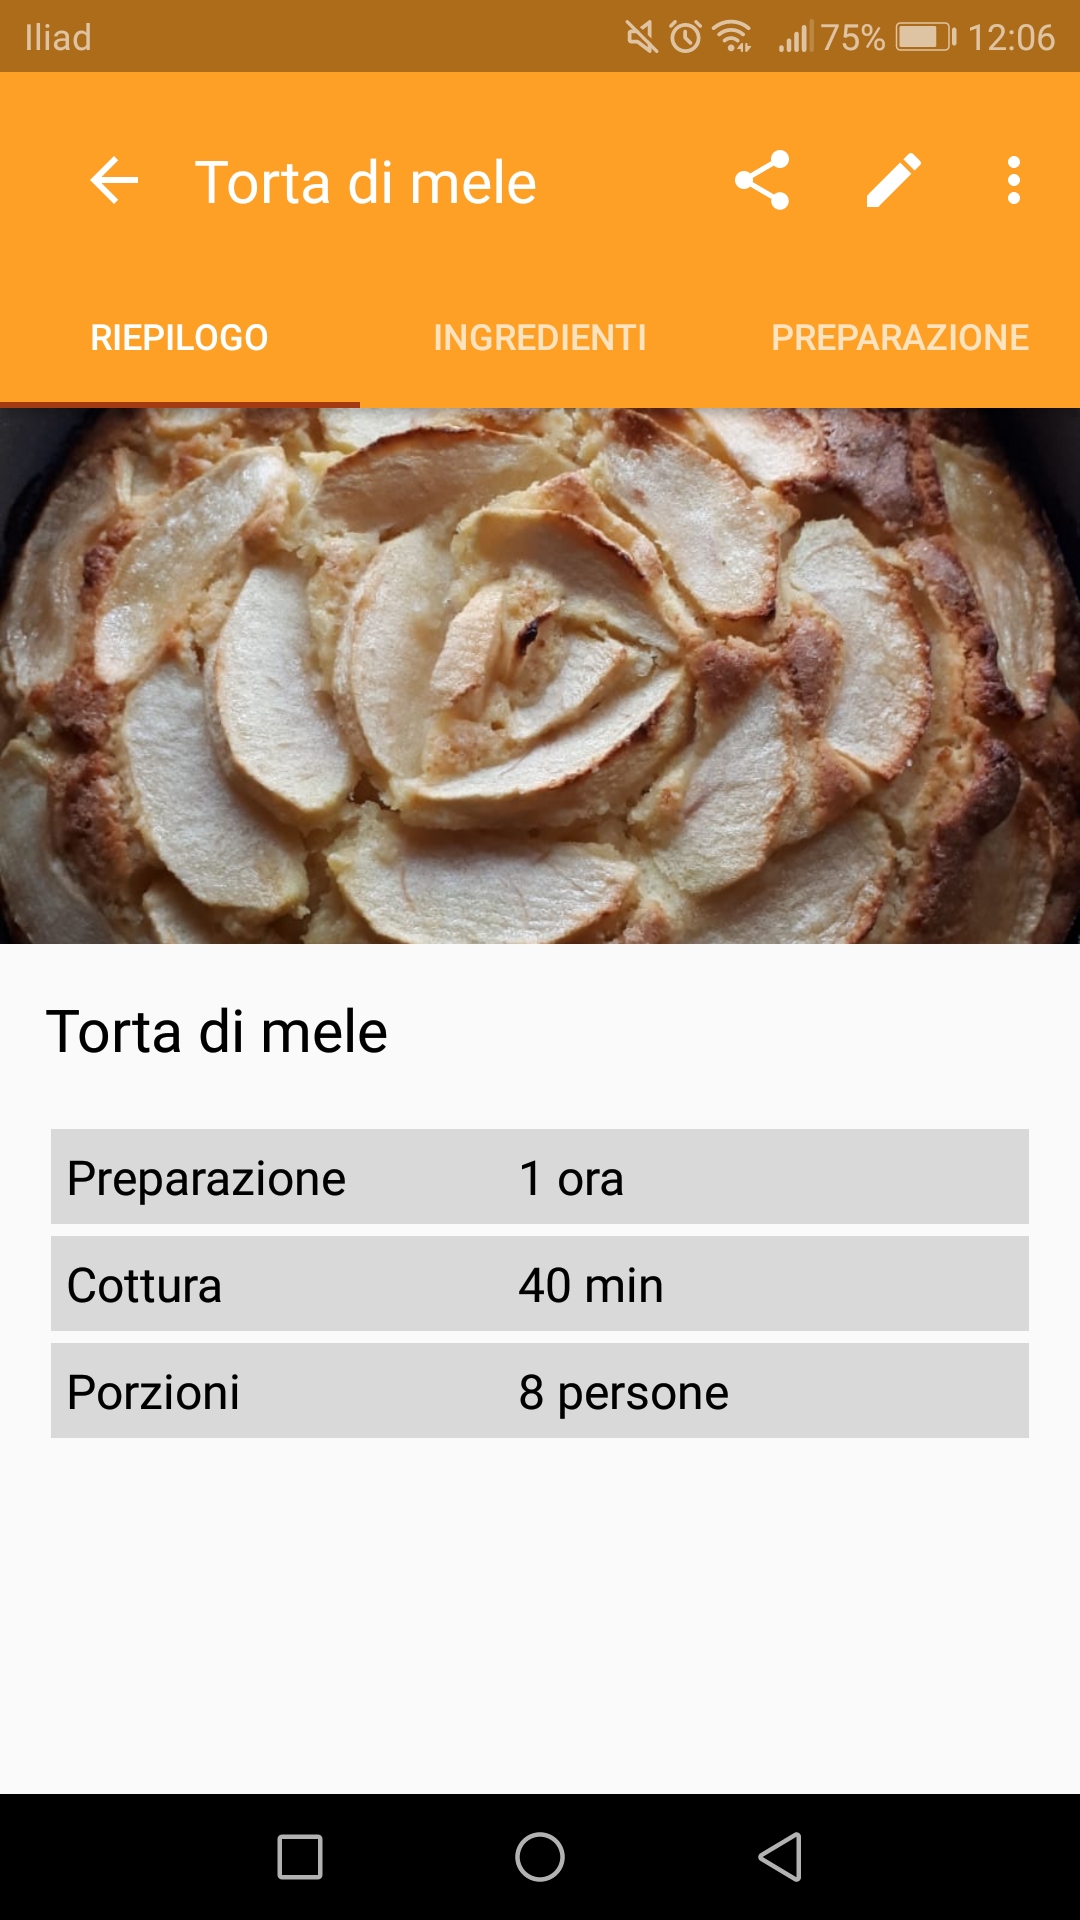 Iliad 75% 12:06
Torta di mele
RIEPILOGO INGREDIENTI PREPARAZIONE
Torta di mele
Preparazione 1 ora
Cottura 40 min
Porzioni 8 persone